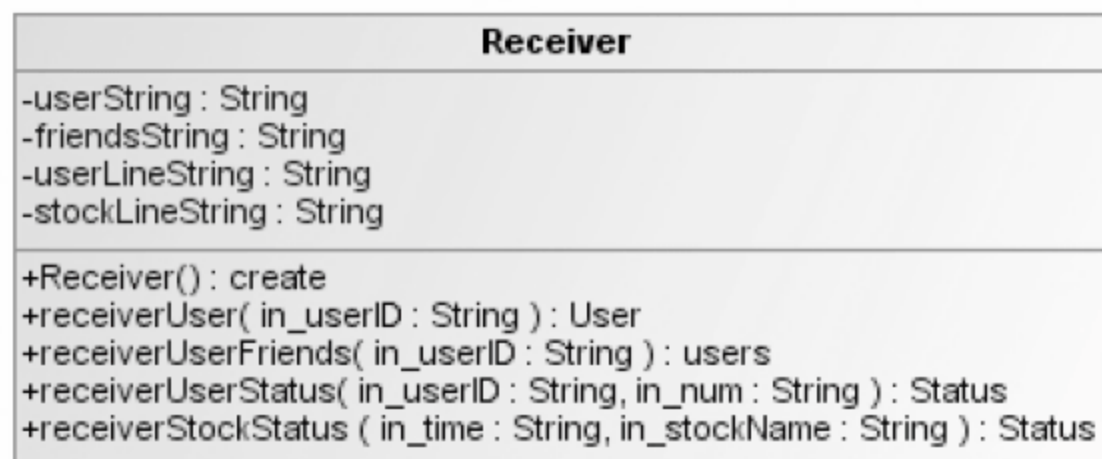 Receiver
-userString : String
-friendsString : String
-userLineString : String
-stockLineString : String
+Receiver() : create
+receiverUser( in_userID : String ) : User
+receiverUserFriends( in_userID : String ) : users
+receiverUserStatus( in_userID : String, in_num : String ) : Status
+receiverStockStatus ( in_time : String, in_stockName : String ) : Status